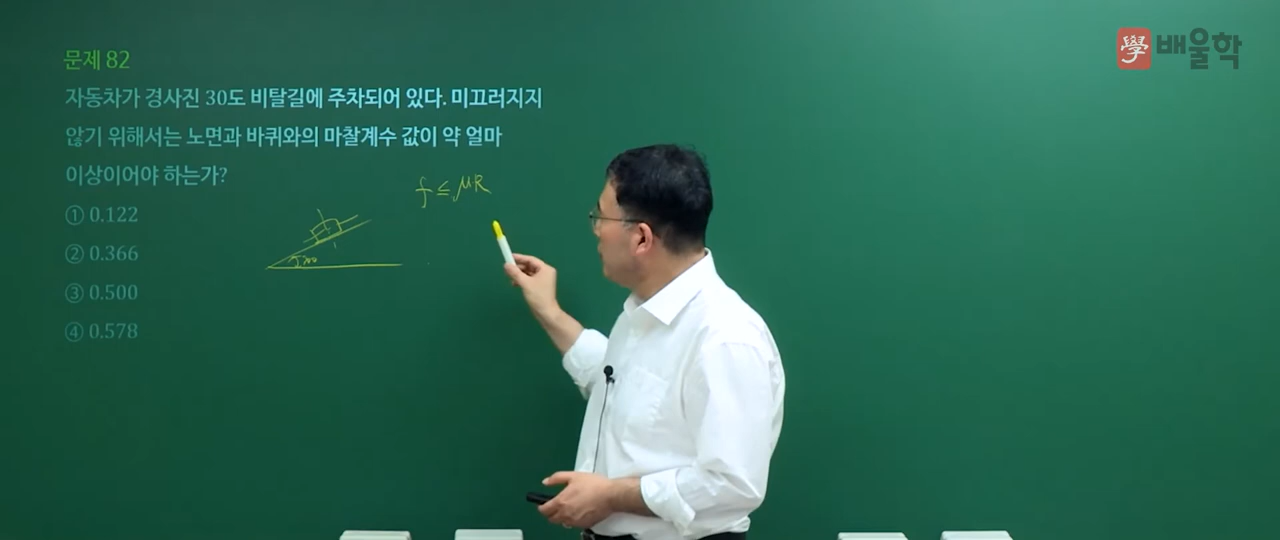 學 배울학
문제 82
자동차가 경사진 30도 비탈길에 주차되어 있다. 미끄러지지
않기 위해서는 노면과 바퀴와의 마찰계수 값이 약 얼마
이상이어야 하는가?
f ≤ μR
① 0.122
② 0.366
③ 0.500
④ 0.578